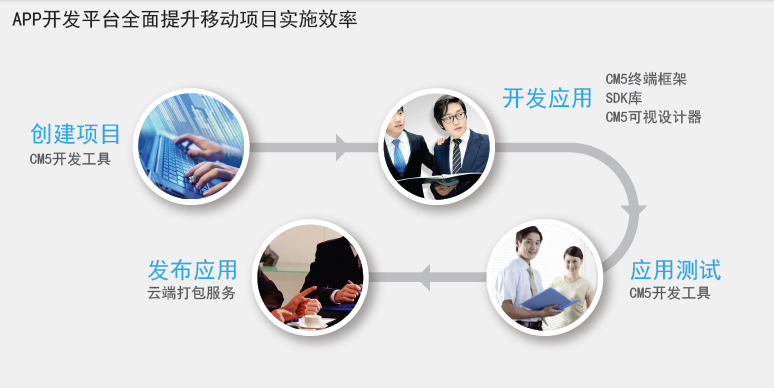 APP开发平台全面提升移动项目实施效率
创建项目
CM5开发工具
开发应用
CM5终端框架
SDK库
CM5可视设计器
应用测试
CM5开发工具
发布应用
云端打包服务